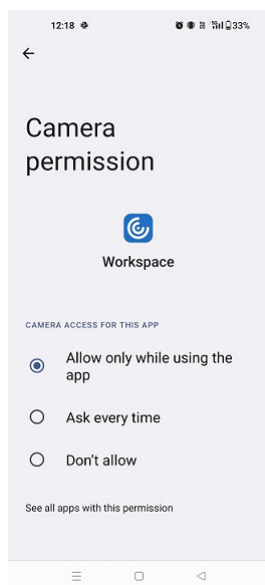 12:18
33%
Camera
permission
Workspace
CAMERA ACCESS FOR THIS APP
Allow only while using the
app
Ask every time
Don't allow
See all apps with this permission